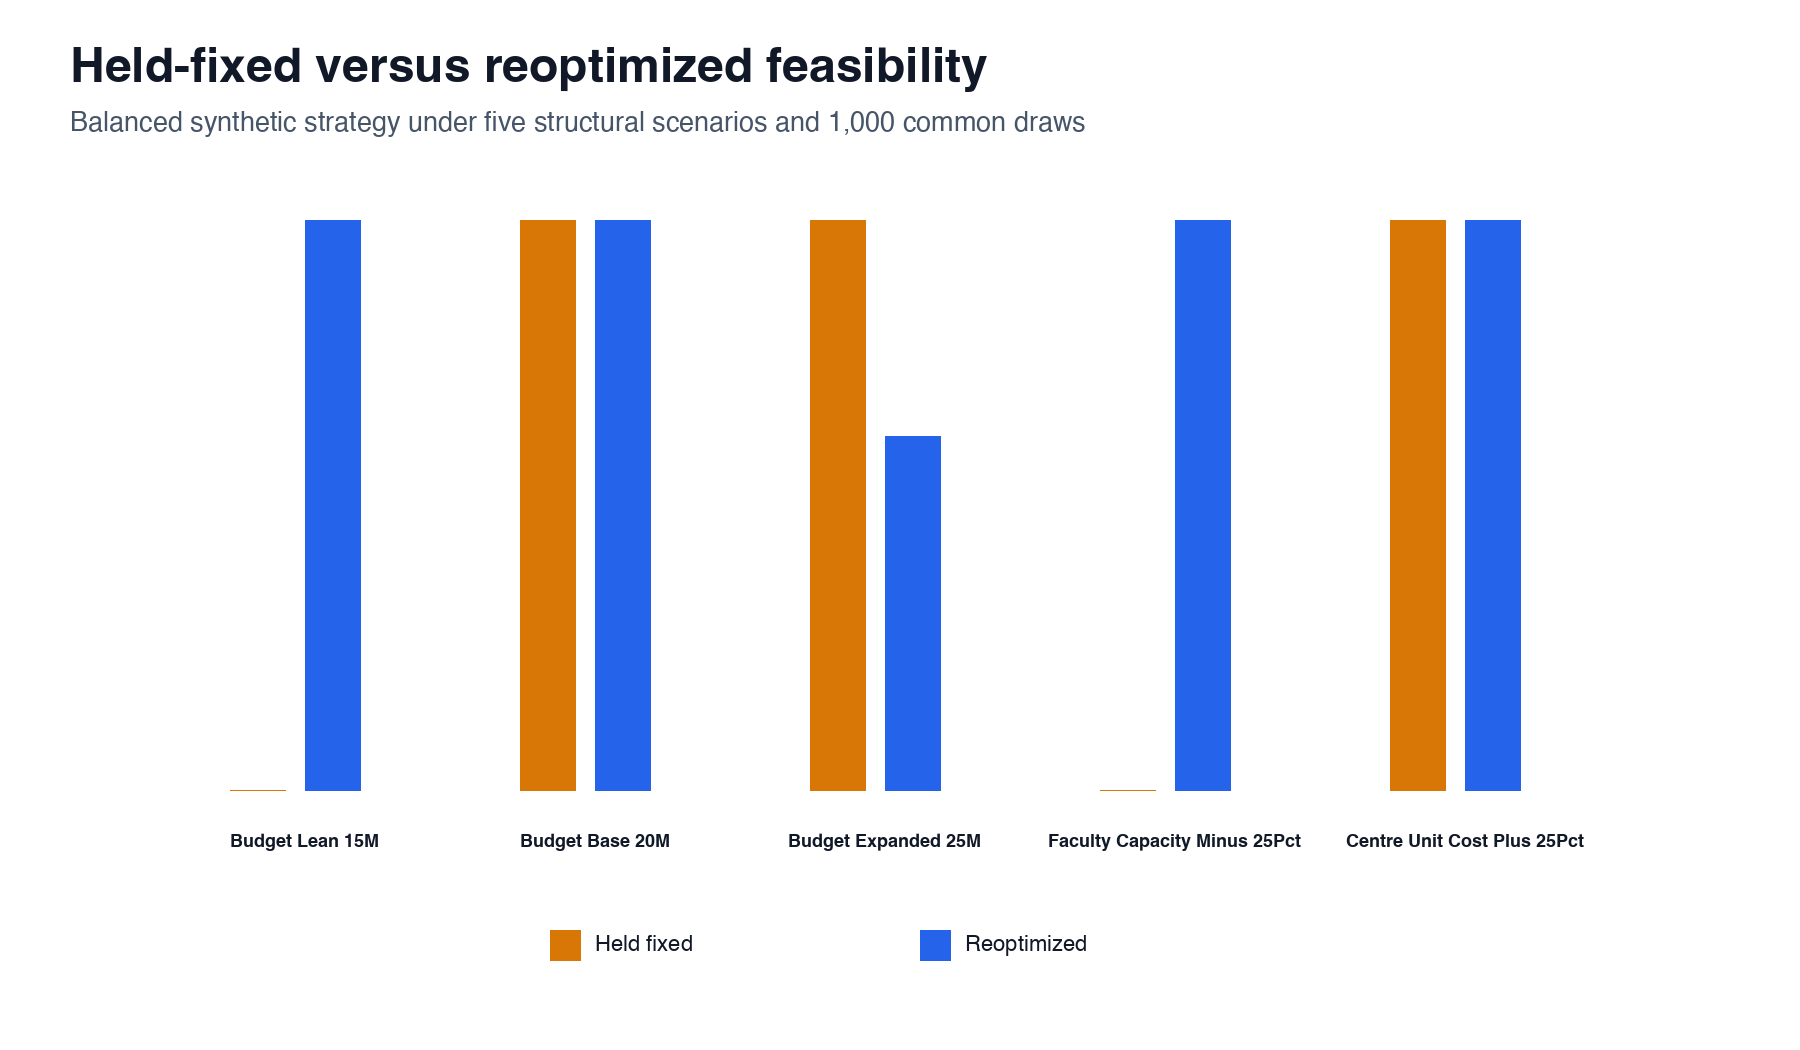 Held-fixed versus reoptimized feasibility
Balanced synthetic strategy under five structural scenarios and 1,000 common draws
Budget Lean 15M
Budget Base 20M
Budget Expanded 25M
Faculty Capacity Minus 25Pct
Centre Unit Cost Plus 25Pct
Held fixed
Reoptimized